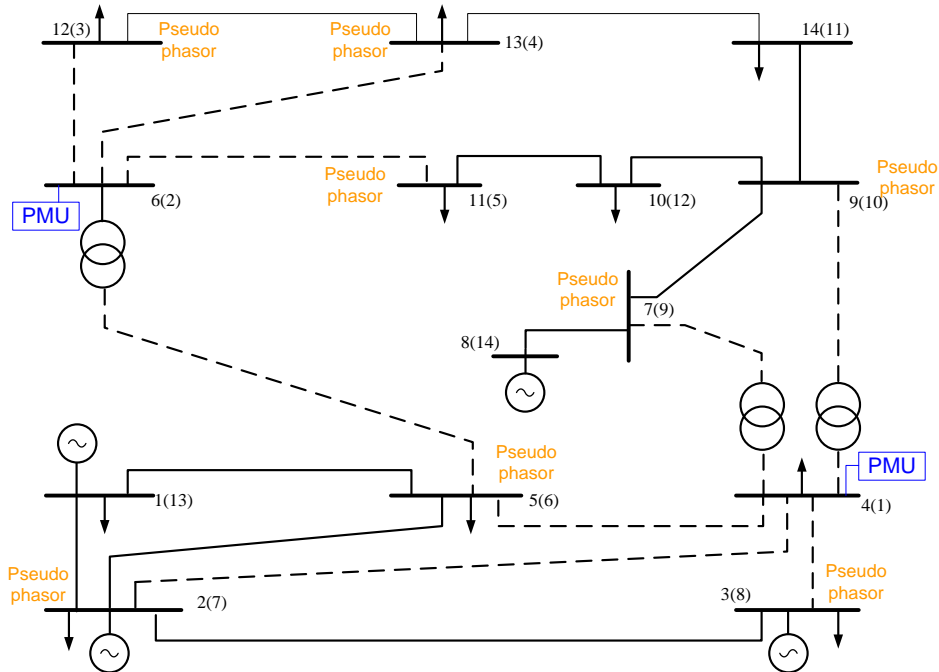 12(3)
Pseudo
phasor
Pseudo
phasor
13(4)
14(11)
PMU
6(2)
Pseudo
phasor
11(5)
10(12)
Pseudo
phasor
9(10)
Pseudo
phasor
7(9)
8(14)
1(13)
Pseudo
phasor
5(6)
PMU
4(1)
Pseudo
phasor
2(7)
3(8)
Pseudo
phasor